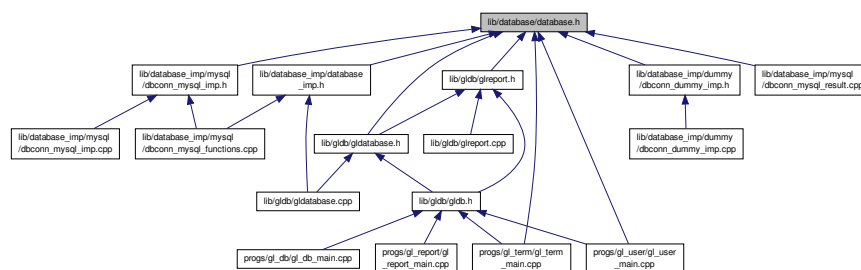 lib/database/database.h
lib/database_imp/mysql
/dbconn_mysql_imp.h
lib/database_imp/database
_imp.h
lib/gldb/glreport.h
lib/database_imp/dummy
/dbconn_dummy_imp.h
lib/database_imp/mysql
/dbconn_mysql_result.cpp
lib/database_imp/mysql
/dbconn_mysql_imp.cpp
lib/database_imp/mysql
/dbconn_mysql_functions.cpp
lib/gldb/gldatabase.h
lib/gldb/glreport.cpp
lib/database_imp/dummy
/dbconn_dummy_imp.cpp
lib/gldb/gldatabase.cpp
lib/gldb/gldb.h
progs/gl_db/gl_db_main.cpp
progs/gl_report/gl
_report_main.cpp
progs/gl_term/gl_term
_main.cpp
progs/gl_user/gl_user
_main.cpp